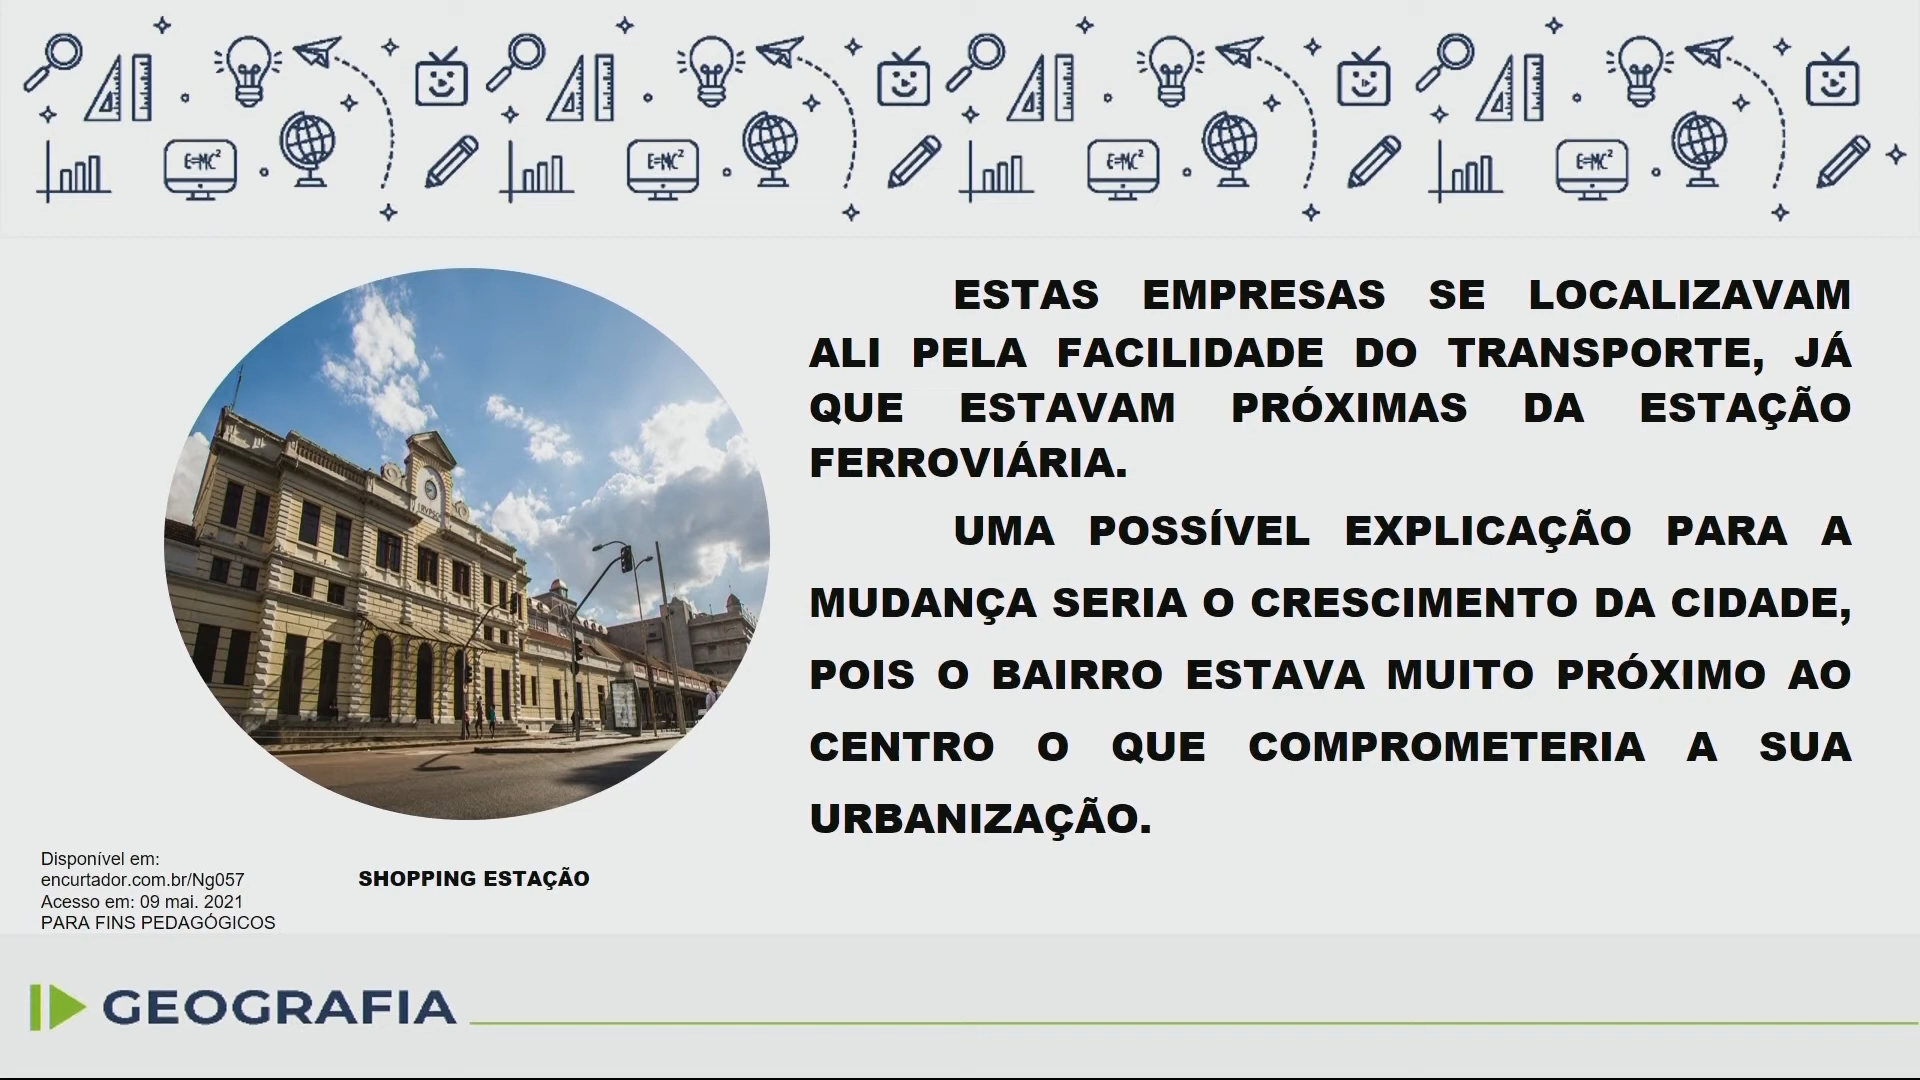 E=MC²
E=MC²
E=MC²
E=MC²
ESTAS EMPRESAS SE LOCALIZAVAM
ALI PELA FACILIDADE DO TRANSPORTE, JÁ
QUE ESTAVAM PRÓXIMAS DA ESTAÇÃO
FERROVIÁRIA.
UMA POSSÍVEL EXPLICAÇÃO PARA A
MUDANÇA SERIA O CRESCIMENTO DA CIDADE,
POIS O BAIRRO ESTAVA MUITO PRÓXIMO AO
CENTRO O QUE COMPROMETERIA A SUA
URBANIZAÇÃO.
Disponível em:
encurtador.com.br/Ng057
Acesso em: 09 mai. 2021
PARA FINS PEDAGÓGICOS
SHOPPING ESTAÇÃO
GEOGRAFIA